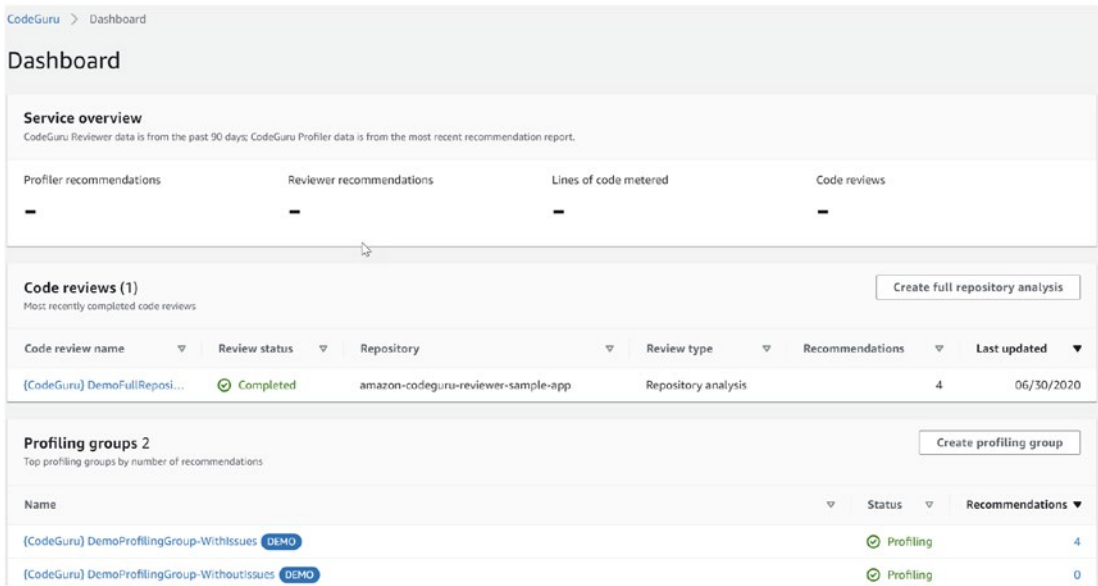 CodeGuru > Dashboard
Dashboard
Service overview
CodeGuru Reviewer data is from the past 90 days; CodeGuru Profiler data is from the most recent recommendation report.
Profiler recommendations Reviewer recommendations Lines of code metered Code reviews
– – – –
Code reviews (1) Create full repository analysis
Most recently completed code reviews
Code review name Review status Repository Review type Recommendations Last updated
{CodeGuru} DemoFullReposi... Completed amazon-codeguru-reviewer-sample-app Repository analysis 4 06/30/2020
Profiling groups 2 Create profiling group
Top profiling groups by number of recommendations
Name Status Recommendations
{CodeGuru} DemoProfilingGroup-WithIssues DEMO Profiling 4
{CodeGuru} DemoProfilingGroup-WithoutIssues DEMO Profiling 0